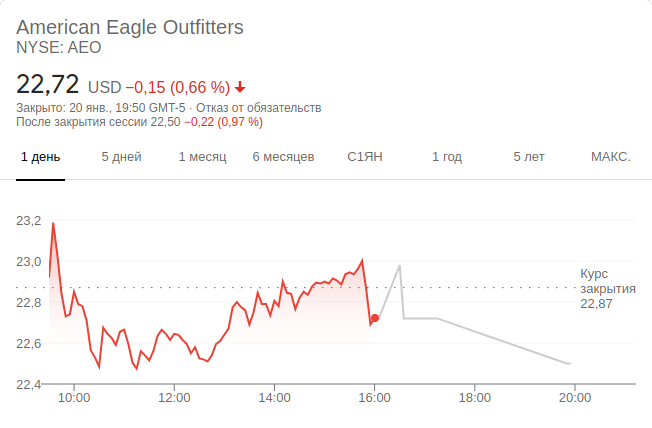 American Eagle Outfitters
NYSE: AEO
22,72 USD −0,15 (0,66 %)
Закрыто: 20 янв., 19:50 GMT-5 · Отказ от обязательств
После закрытия сессии 22,50 −0,22 (0,97 %)
1 день 5 дней 1 месяц 6 месяцев С1ЯН 1 год 5 лет МАКС.
23,2
23,0
22,8
22,6
22,4
Курс
закрытия
22,87
10:00 12:00 14:00 16:00 18:00 20:00